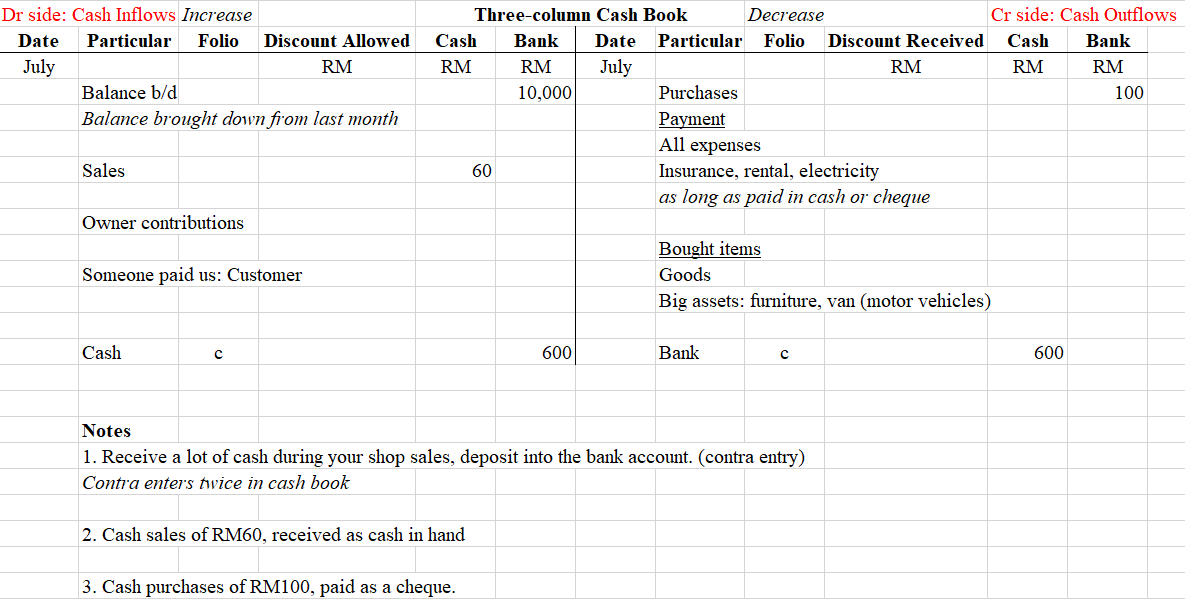 Dr side: Cash Inflows Increase Three-column Cash Book Decrease Cr side: Cash Outflows
Date Particular Folio Discount Allowed Cash Bank Date Particular Folio Discount Received Cash Bank
July RM RM RM July RM RM RM
Balance b/d 10,000 Purchases 100
Balance brought down from last month Payment
All expenses
Sales 60 Insurance, rental, electricity
as long as paid in cash or cheque
Owner contributions
Bought items
Someone paid us: Customer Goods
Big assets: furniture, van (motor vehicles)
Cash c 600 Bank c 600
Notes
1. Receive a lot of cash during your shop sales, deposit into the bank account. (contra entry)
Contra enters twice in cash book
2. Cash sales of RM60, received as cash in hand
3. Cash purchases of RM100, paid as a cheque.